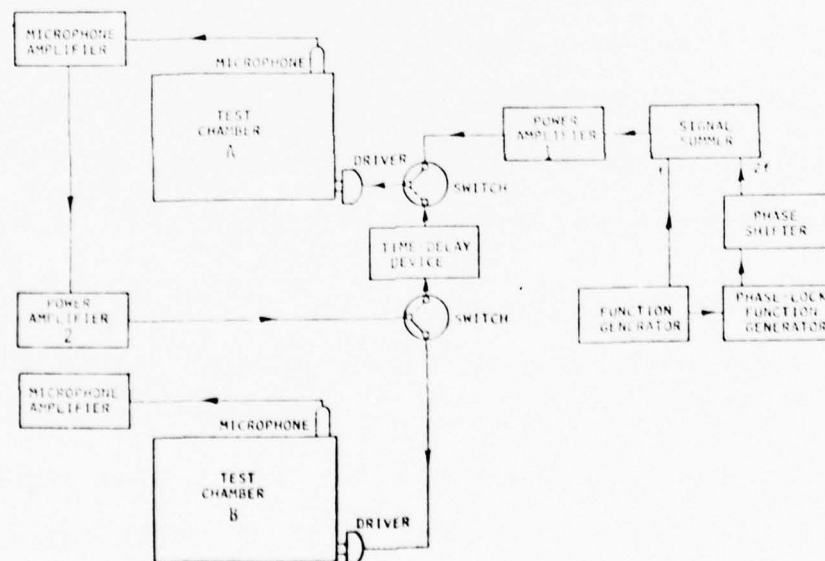 MICROPHONE
AMPLIFIER
MICROPHONE
TEST
CHAMBER
A
DRIVER
SWITCH
POWER
AMPLIFIER
1
SIGNAL
SUMMER
f
2f
PHASE
SHIFTER
TIME-DELAY
DEVICE
FUNCTION
GENERATOR
PHASE-LOCK
FUNCTION
GENERATOR
POWER
AMPLIFIER
2
SWITCH
MICROPHONE
AMPLIFIER
MICROPHONE
TEST
CHAMBER
B
DRIVER